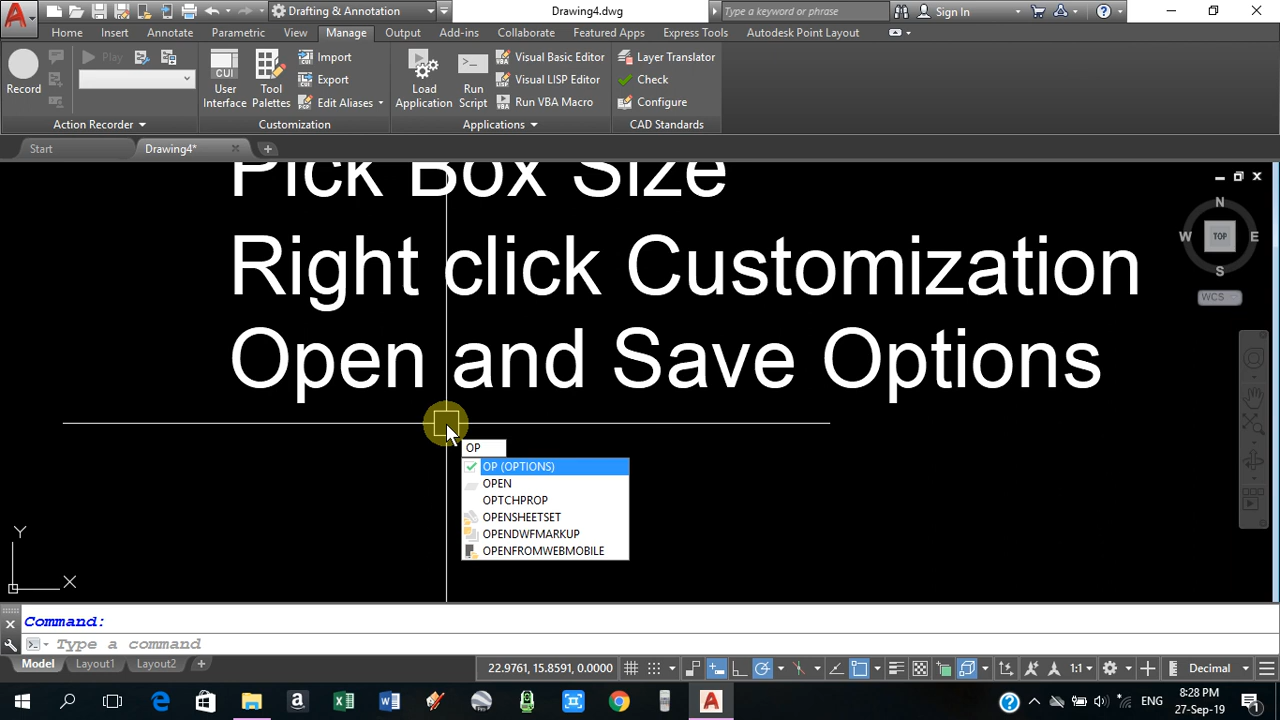 Drafting & Annotation
Drawing4.dwg
Type a keyword or phrase
Sign In
Home Insert Annotate Parametric View Manage Output Add-ins Collaborate Featured Apps Express Tools Autodesk Point Layout
Play
Record
CUI
User Interface
Tool Palettes
Import
Export
Edit Aliases
Load Application
Run Script
Visual Basic Editor
Visual LISP Editor
Run VBA Macro
Layer Translator
Check
Configure
Action Recorder Customization Applications CAD Standards
Start Drawing4*
Pick Box Size
Right click Customization
Open and Save Options
N
W TOP E
S
WCS
OP
OP (OPTIONS)
OPEN
OPTCHPROP
OPENSHEETSET
OPENDWFMARKUP
OPENFROMWEBMOBILE
Y
X
Command:
Type a command
Model Layout1 Layout2
22.9761, 15.8591, 0.0000
1:1
Decimal
ENG
8:28 PM
27-Sep-19